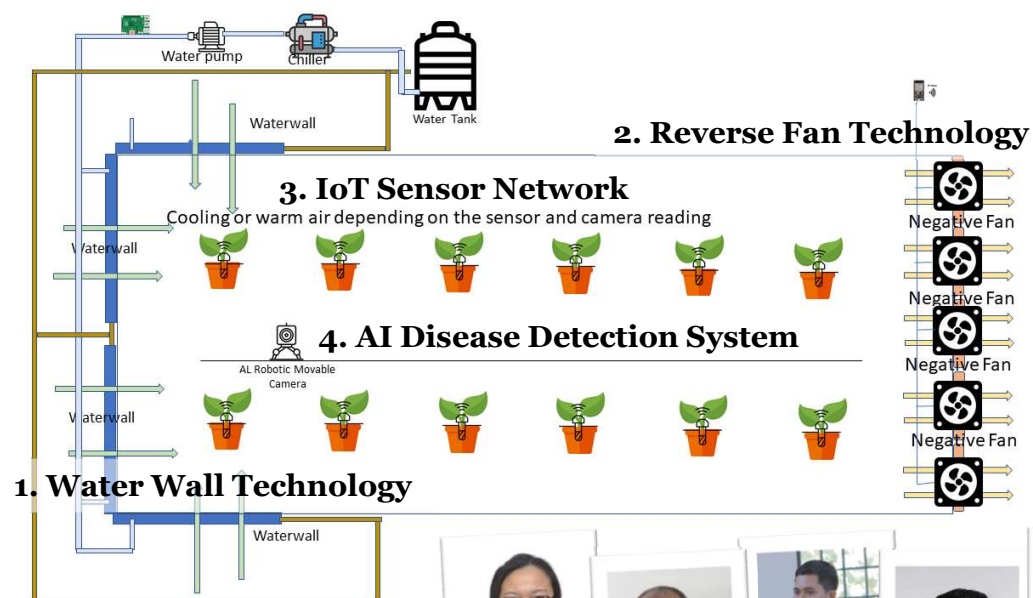 Water pump
Chiller
Water Tank
Waterwall
2. Reverse Fan Technology
3. IoT Sensor Network
Cooling or warm air depending on the sensor and camera reading
Negative Fan
Waterwall
Negative Fan
4. AI Disease Detection System
AL Robotic Movable
Camera
Negative Fan
Waterwall
Negative Fan
1. Water Wall Technology
Waterwall